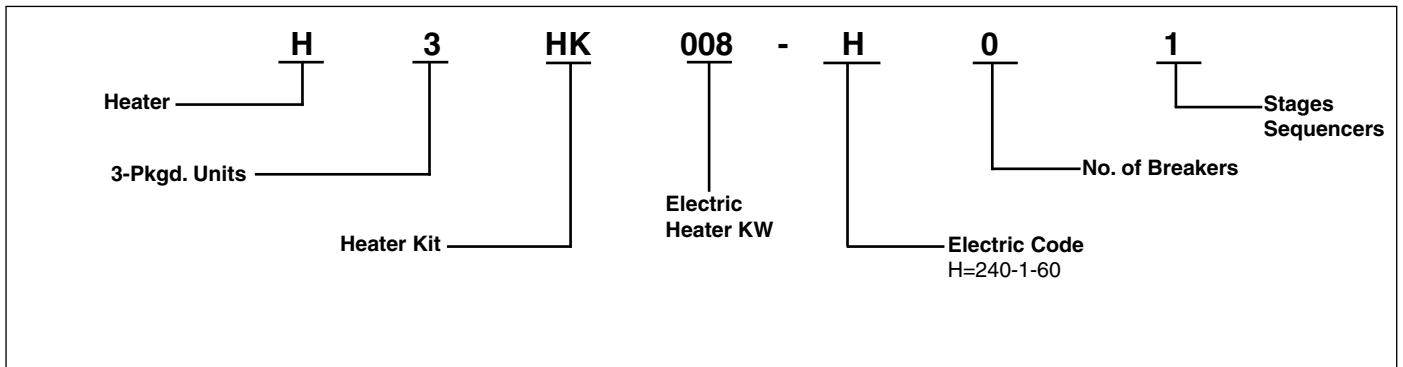 H 3 HK 008 - H 0 1
Heater
Stages
Sequencers
3-Pkgd. Units
No. of Breakers
Electric
Heater KW
Heater Kit
Electric Code
H=240-1-60